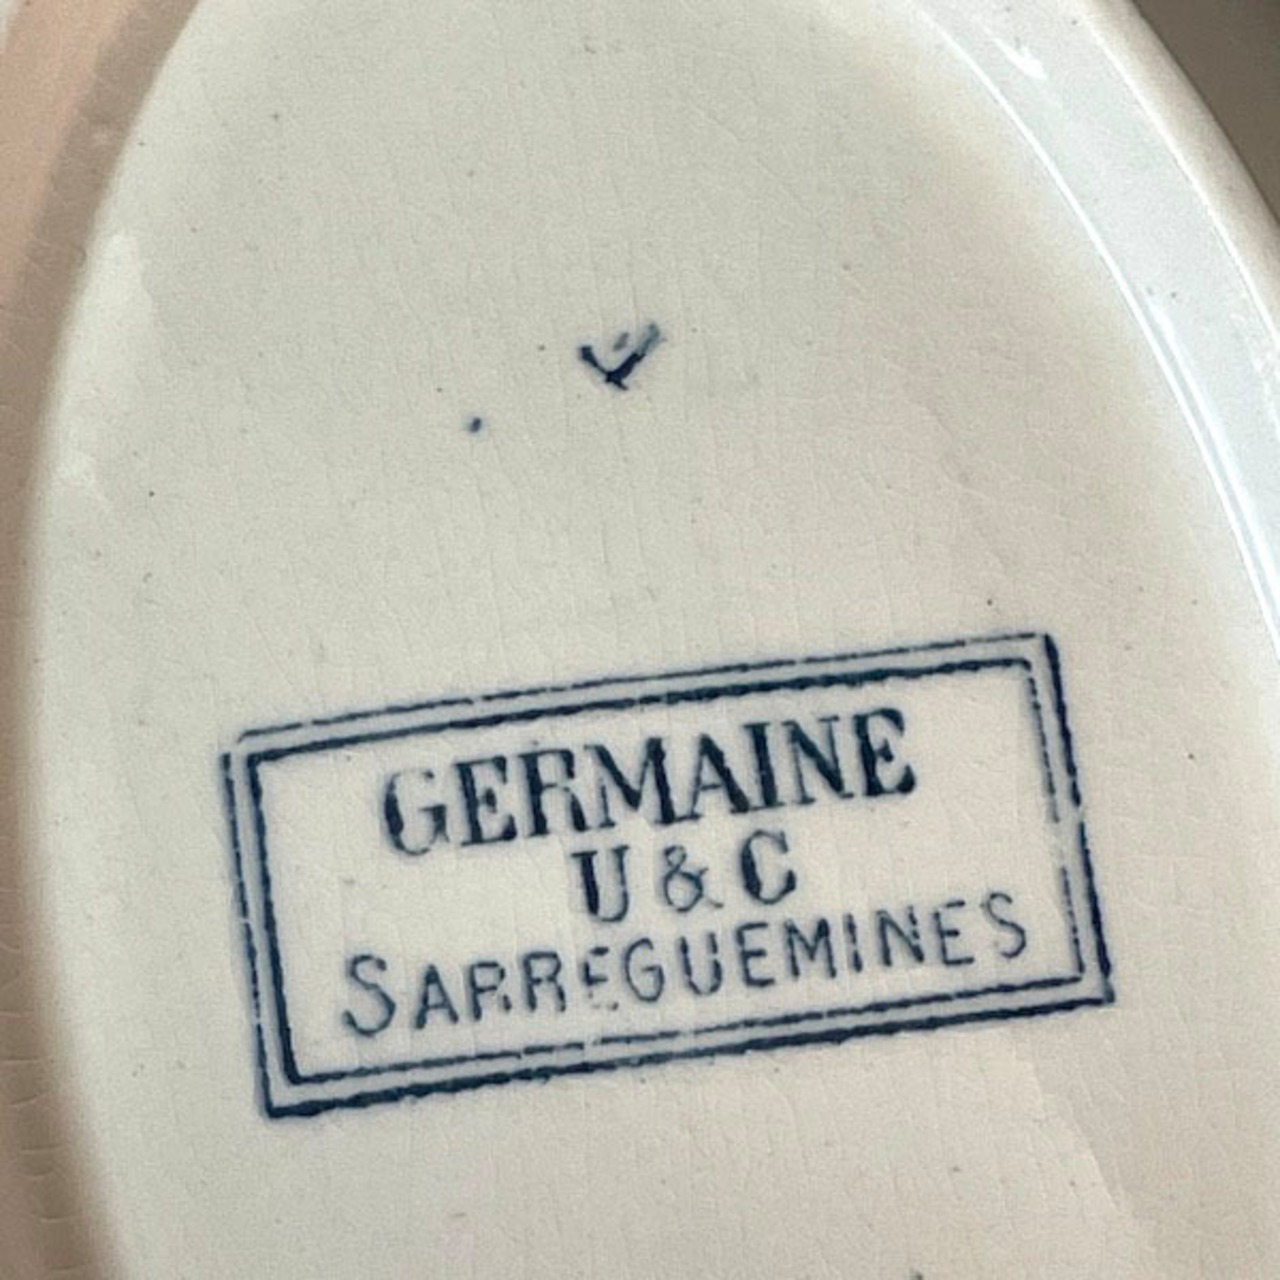 GERMAINE
U & C
SARREGUEMINES